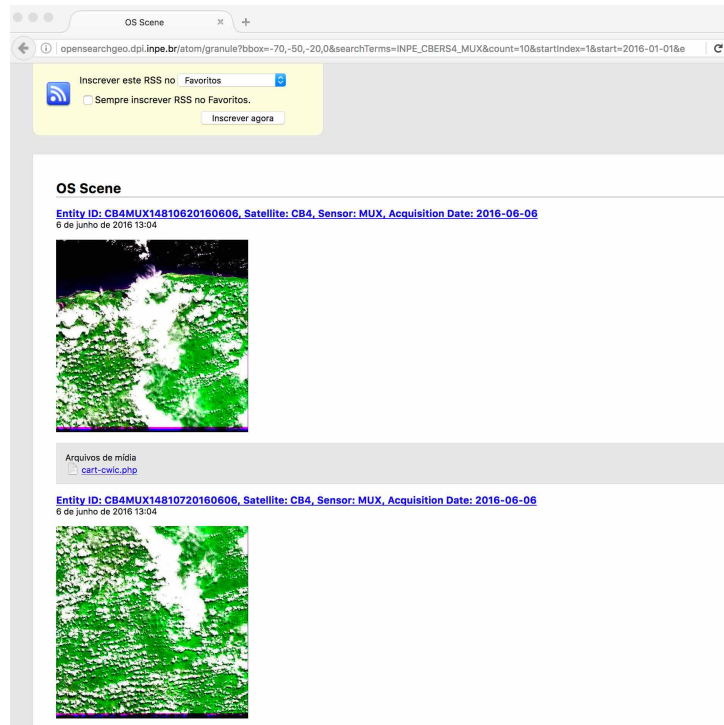 OS Scene
opensearchgeo.dpi.inpe.br/atom/granule?bbox=-70,-50,-20,0&searchTerms=INPE_CBERS4_MUX&count=10&startIndex=1&start=2016-01-01&e
Inscrever este RSS no Favoritos
Sempre inscrever RSS no Favoritos.
Inscrever agora
OS Scene
Entity ID: CB4MUX14810620160606, Satellite: CB4, Sensor: MUX, Acquisition Date: 2016-06-06
6 de junho de 2016 13:04
Arquivos de mídia
cart-cwic.php
Entity ID: CB4MUX14810720160606, Satellite: CB4, Sensor: MUX, Acquisition Date: 2016-06-06
6 de junho de 2016 13:04